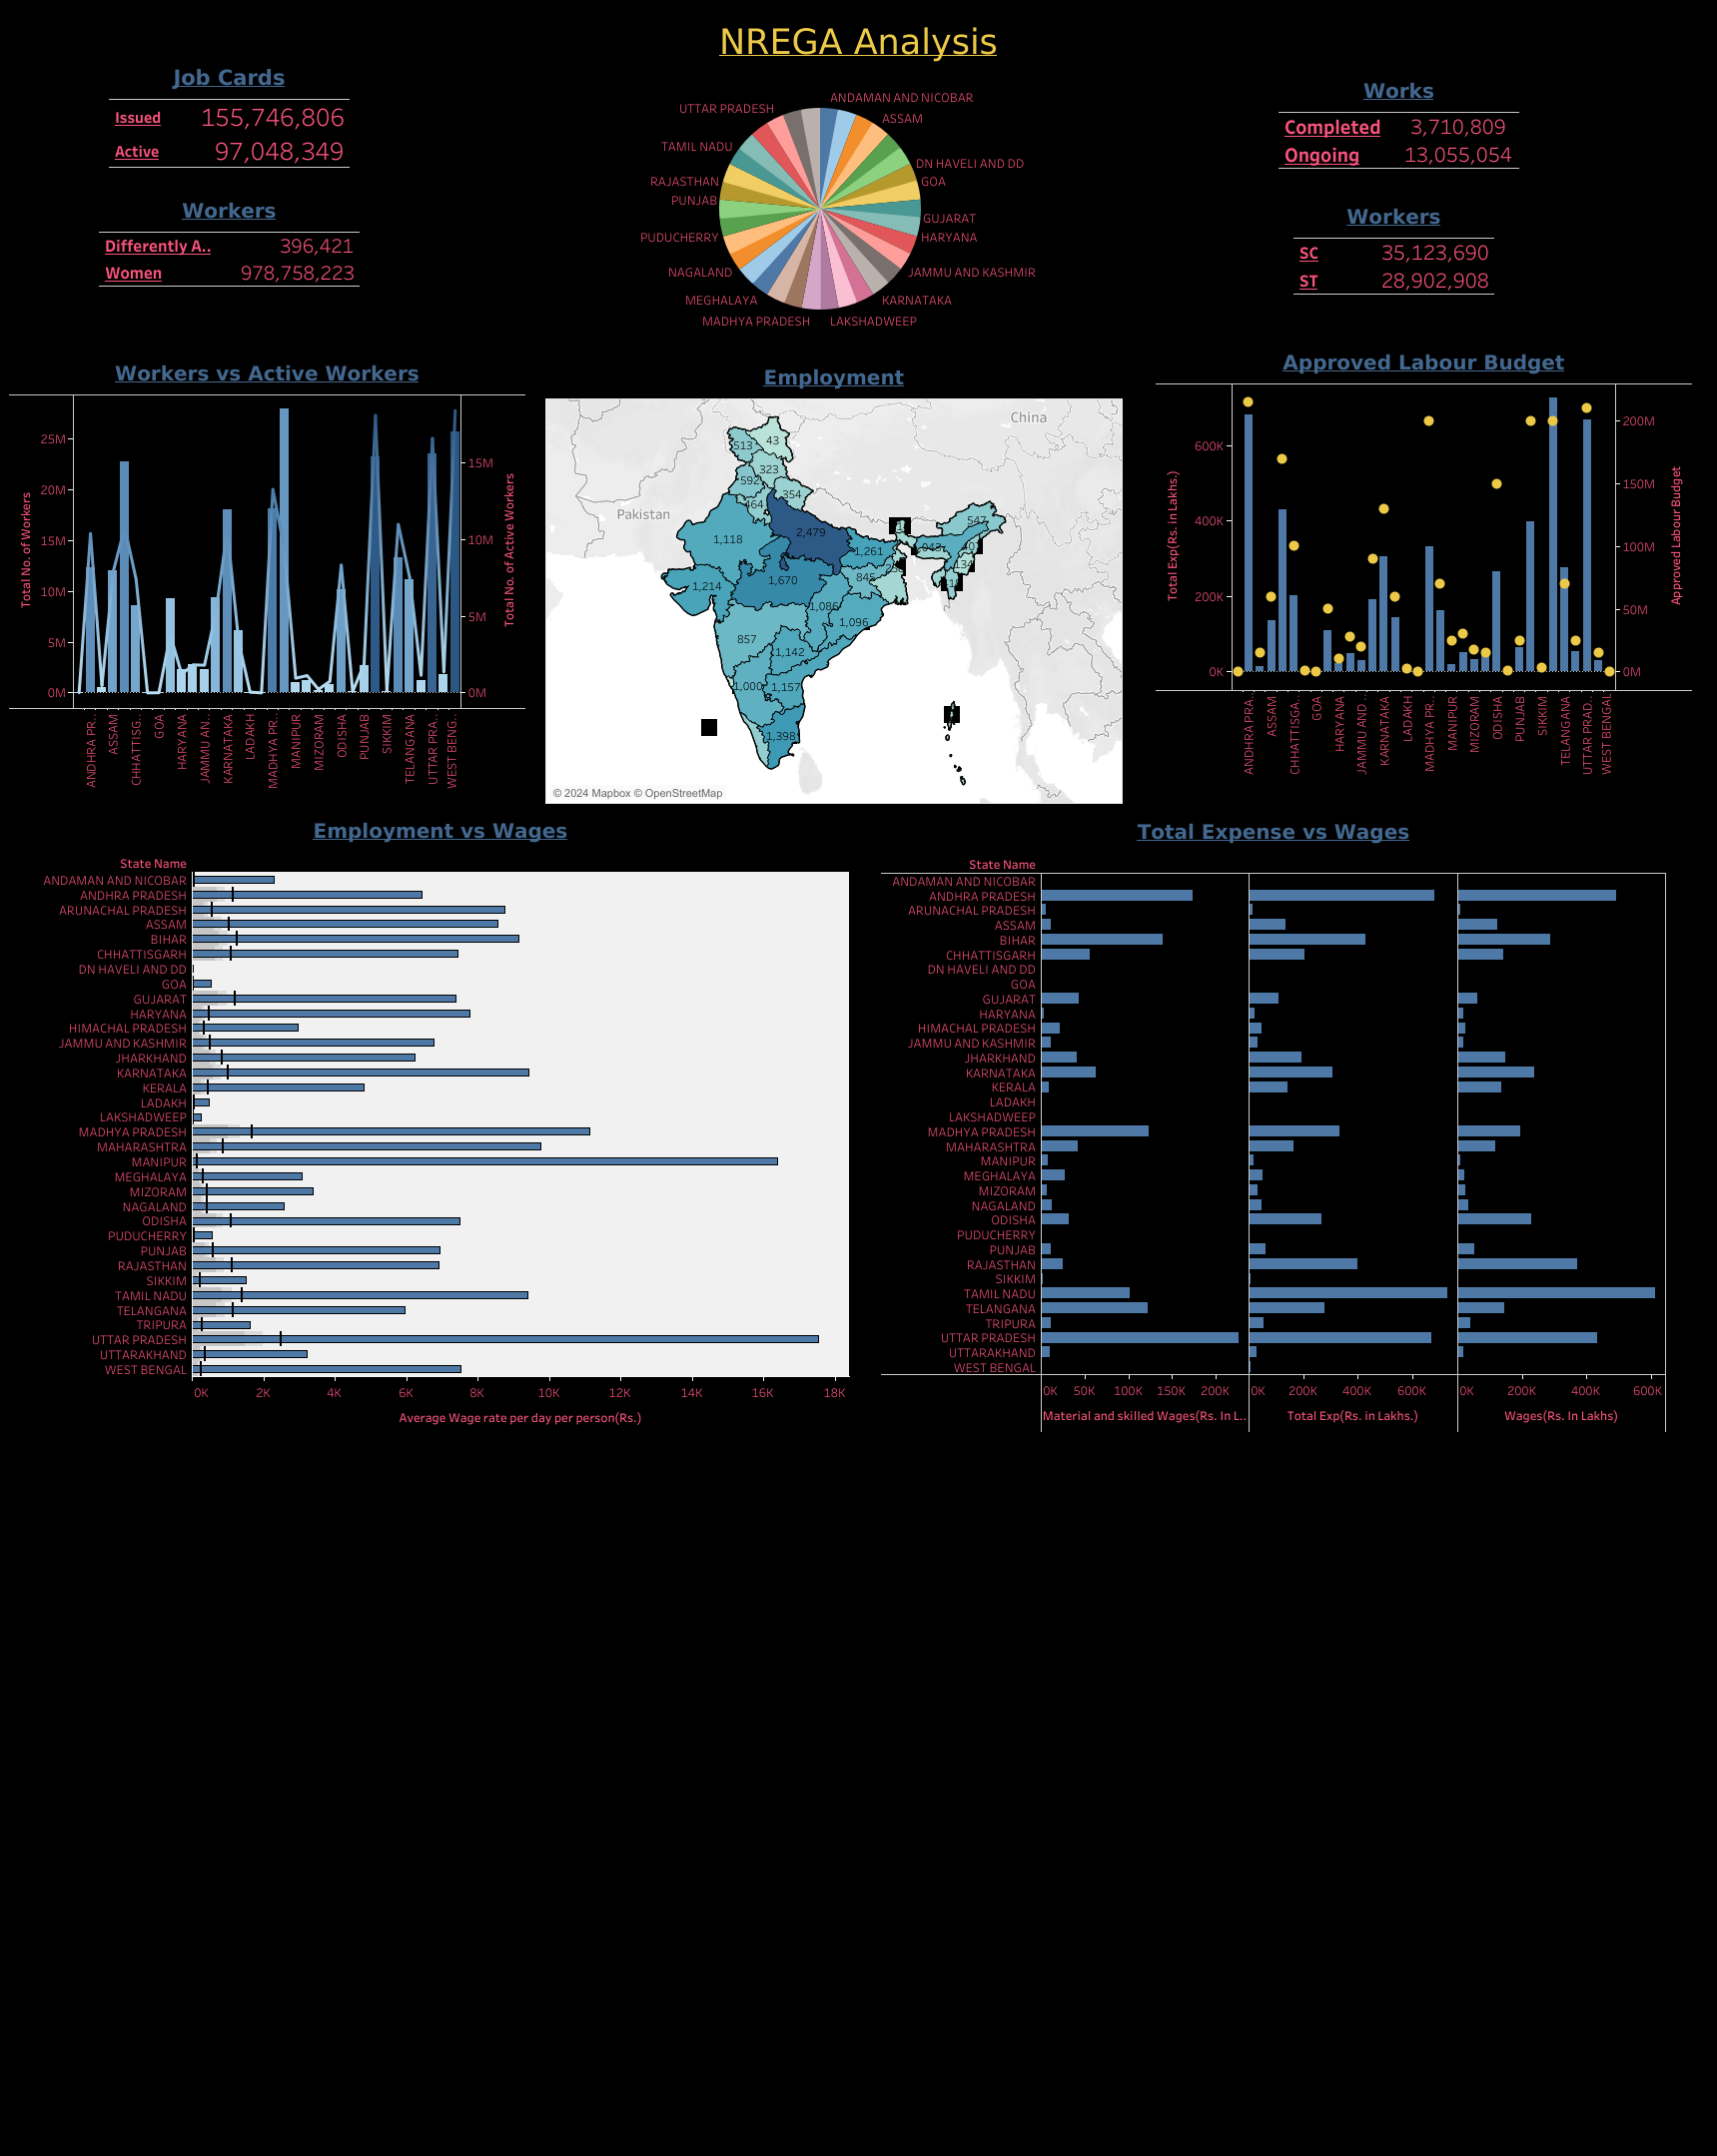 NREGA Analysis
Job Cards
Issued 155,746,806
Active 97,048,349
Workers
Differently A.. 396,421
Women 978,758,223
UTTAR PRADESH
TAMIL NADU
RAJASTHAN
PUNJAB
PUDUCHERRY
NAGALAND
MEGHALAYA
MADHYA PRADESH
ANDAMAN AND NICOBAR
ASSAM
DN HAVELI AND DD
GOA
GUJARAT
HARYANA
JAMMU AND KASHMIR
KARNATAKA
LAKSHADWEEP
Works
Completed 3,710,809
Ongoing 13,055,054
Workers
SC 35,123,690
ST 28,902,908
Workers vs Active Workers
Total No. of Workers
25M
20M
15M
10M
5M
0M
15M
10M
5M
0M
Total No. of Active Workers
ANDHRA PR..
ASSAM
CHHATTISG..
GOA
HARYANA
JAMMU AN..
KARNATAKA
LADAKH
MADHYA PR..
MANIPUR
MIZORAM
ODISHA
PUNJAB
SIKKIM
TELANGANA
UTTAR PRA..
WEST BENG..
Employment
China
Pakistan
43
513
323
592
354
464
547
2,479
1,118
1,261
1,670
1,214
845
1,086
1,096
857
1,142
1,000
1,157
1,398
© 2024 Mapbox © OpenStreetMap
Approved Labour Budget
Total Exp(Rs. in Lakhs.)
600K
400K
200K
0K
200M
150M
100M
50M
0M
Approved Labour Budget
ANDHRA PRA..
ASSAM
CHHATTISGA..
GOA
HARYANA
JAMMU AND..
KARNATAKA
LADAKH
MADHYA PR..
MANIPUR
MIZORAM
ODISHA
PUNJAB
SIKKIM
TELANGANA
UTTAR PRAD..
WEST BENGAL
Employment vs Wages
State Name
ANDAMAN AND NICOBAR
ANDHRA PRADESH
ARUNACHAL PRADESH
ASSAM
BIHAR
CHHATTISGARH
DN HAVELI AND DD
GOA
GUJARAT
HARYANA
HIMACHAL PRADESH
JAMMU AND KASHMIR
JHARKHAND
KARNATAKA
KERALA
LADAKH
LAKSHADWEEP
MADHYA PRADESH
MAHARASHTRA
MANIPUR
MEGHALAYA
MIZORAM
NAGALAND
ODISHA
PUDUCHERRY
PUNJAB
RAJASTHAN
SIKKIM
TAMIL NADU
TELANGANA
TRIPURA
UTTAR PRADESH
UTTARAKHAND
WEST BENGAL
0K 2K 4K 6K 8K 10K 12K 14K 16K 18K
Average Wage rate per day per person(Rs.)
Total Expense vs Wages
State Name
ANDAMAN AND NICOBAR
ANDHRA PRADESH
ARUNACHAL PRADESH
ASSAM
BIHAR
CHHATTISGARH
DN HAVELI AND DD
GOA
GUJARAT
HARYANA
HIMACHAL PRADESH
JAMMU AND KASHMIR
JHARKHAND
KARNATAKA
KERALA
LADAKH
LAKSHADWEEP
MADHYA PRADESH
MAHARASHTRA
MANIPUR
MEGHALAYA
MIZORAM
NAGALAND
ODISHA
PUDUCHERRY
PUNJAB
RAJASTHAN
SIKKIM
TAMIL NADU
TELANGANA
TRIPURA
UTTAR PRADESH
UTTARAKHAND
WEST BENGAL
0K 50K 100K 150K 200K 0K 200K 400K 600K 0K 200K 400K 600K
Material and skilled Wages(Rs. In L.. Total Exp(Rs. in Lakhs.) Wages(Rs. In Lakhs)